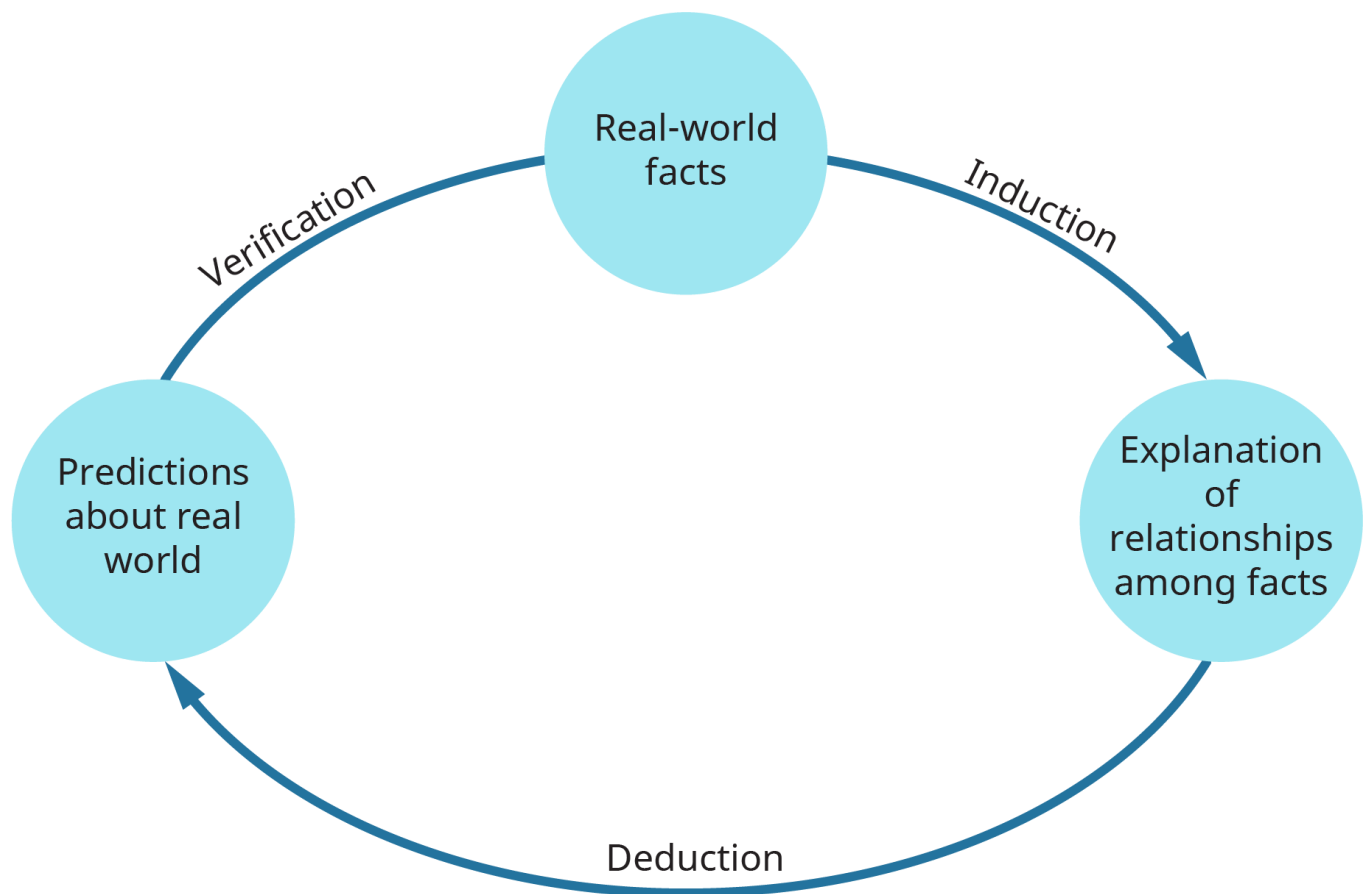 Real-world
facts
Verification
Induction
Predictions
about real
world
Explanation
of
relationships
among facts
Deduction